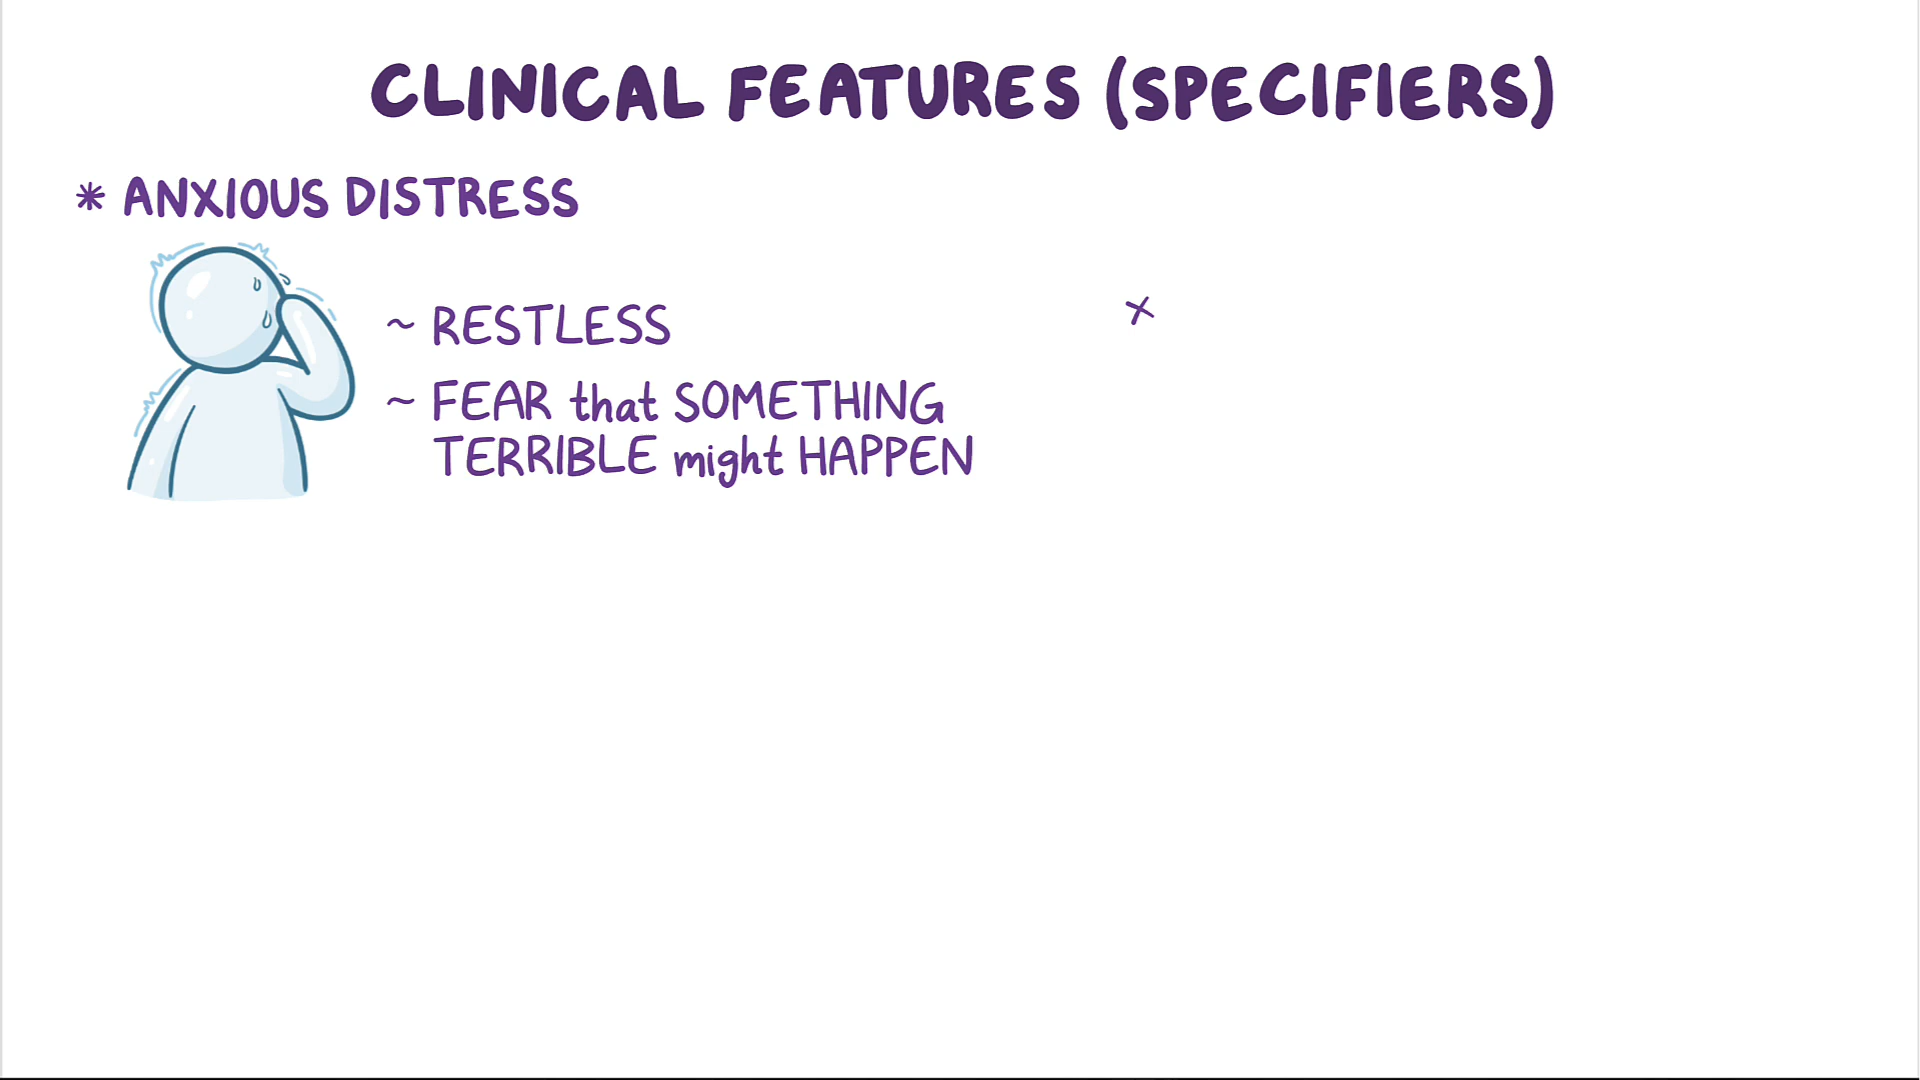 CLINICAL FEATURES (SPECIFIERS)
* ANXIOUS DISTRESS
~ RESTLESS
~ FEAR that SOMETHING
TERRIBLE might HAPPEN